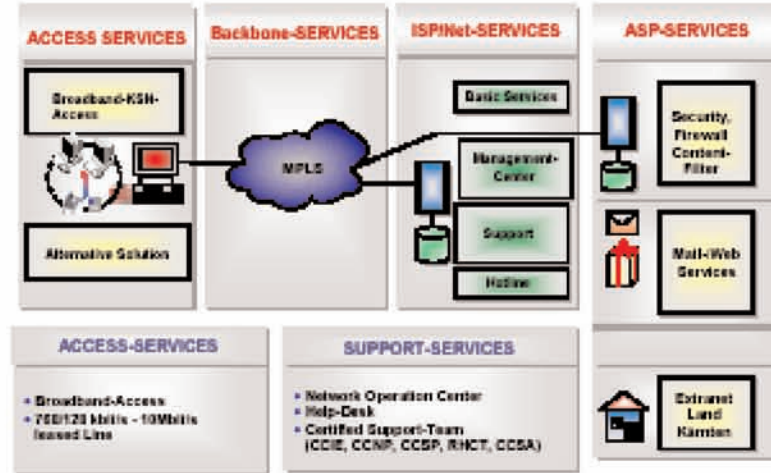 ACCESS SERVICES
Backbone-SERVICES
ISP/Net-SERVICES
ASP-SERVICES
Broadband-KSN-
Access
Alternative Solution
MPLS
Basic Services
Management-
Center
Support
Hotline
Security,
Firewall
Content-
Filter
Mail-/Web
Services
Extranet
Land
Kärnten
ACCESS-SERVICES
• Broadband-Access
• 768/128 kbit/s - 10Mbit/s
leased Line
SUPPORT-SERVICES
• Network Operation Center
• Help-Desk
• Certified Support-Team
(CCIE, CCNP, CCSP, RHCT, CCSA)